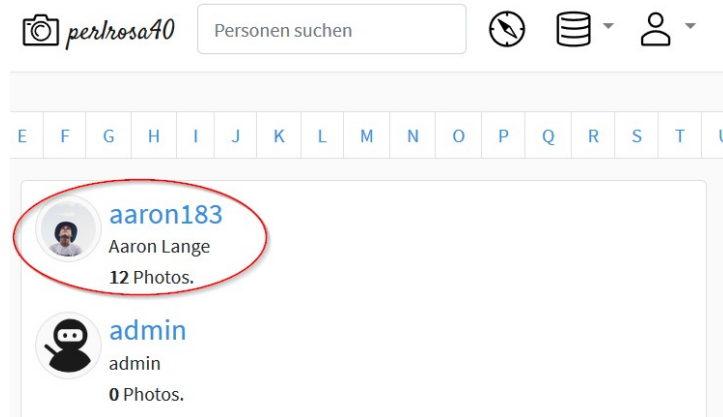 perlrosa40 Personen suchen
E F G H I J K L M N O P Q R S T U
aaron183
Aaron Lange
12 Photos.
admin
admin
0 Photos.